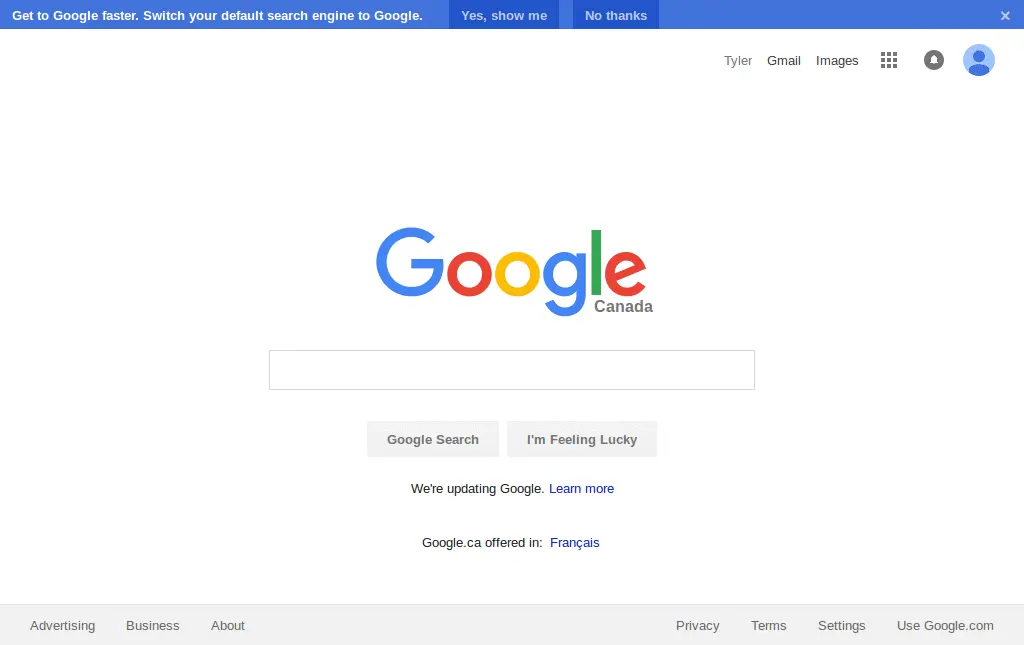 Get to Google faster. Switch your default search engine to Google. Yes, show me No thanks ×
Tyler Gmail Images
Google
Canada
Google Search I'm Feeling Lucky
We're updating Google. Learn more
Google.ca offered in: Français
Advertising Business About Privacy Terms Settings Use Google.com